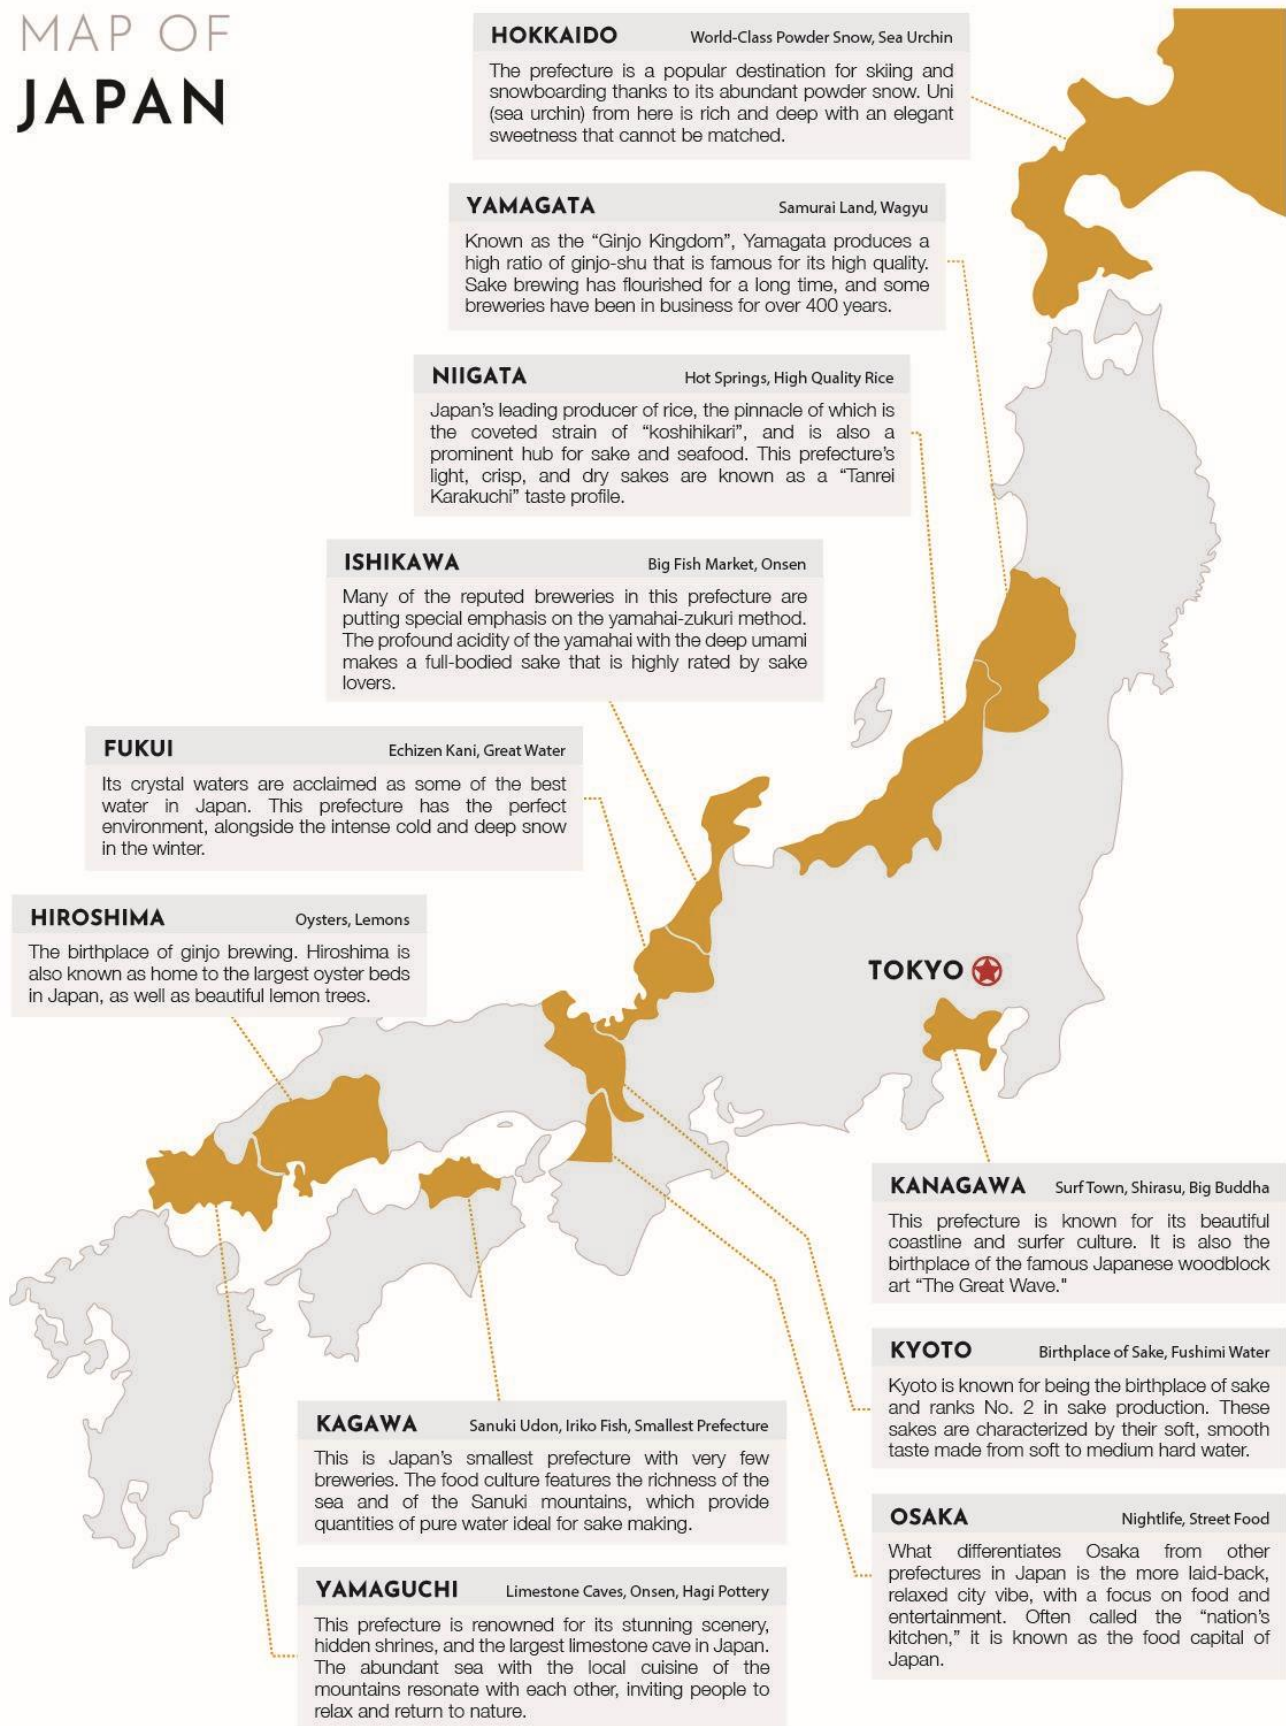 MAP OF
JAPAN
HOKKAIDO World-Class Powder Snow, Sea Urchin
The prefecture is a popular destination for skiing and
snowboarding thanks to its abundant powder snow. Uni
(sea urchin) from here is rich and deep with an elegant
sweetness that cannot be matched.
YAMAGATA Samurai Land, Wagyu
Known as the “Ginjo Kingdom”, Yamagata produces a
high ratio of ginjo-shu that is famous for its high quality.
Sake brewing has flourished for a long time, and some
breweries have been in business for over 400 years.
NIIGATA Hot Springs, High Quality Rice
Japan’s leading producer of rice, the pinnacle of which is
the coveted strain of “koshihikari”, and is also a
prominent hub for sake and seafood. This prefecture’s
light, crisp, and dry sakes are known as a “Tanrei
Karakuchi” taste profile.
ISHIKAWA Big Fish Market, Onsen
Many of the reputed breweries in this prefecture are
putting special emphasis on the yamahai-zukuri method.
The profound acidity of the yamahai with the deep umami
makes a full-bodied sake that is highly rated by sake
lovers.
FUKUI Echizen Kani, Great Water
Its crystal waters are acclaimed as some of the best
water in Japan. This prefecture has the perfect
environment, alongside the intense cold and deep snow
in the winter.
HIROSHIMA Oysters, Lemons
The birthplace of ginjo brewing. Hiroshima is
also known as home to the largest oyster beds
in Japan, as well as beautiful lemon trees.
TOKYO
KANAGAWA Surf Town, Shirasu, Big Buddha
This prefecture is known for its beautiful
coastline and surfer culture. It is also the
birthplace of the famous Japanese woodblock
art “The Great Wave."
KYOTO Birthplace of Sake, Fushimi Water
Kyoto is known for being the birthplace of sake
and ranks No. 2 in sake production. These
sakes are characterized by their soft, smooth
taste made from soft to medium hard water.
KAGAWA Sanuki Udon, Iriko Fish, Smallest Prefecture
This is Japan’s smallest prefecture with very few
breweries. The food culture features the richness of the
sea and of the Sanuki mountains, which provide
quantities of pure water ideal for sake making.
OSAKA Nightlife, Street Food
What differentiates Osaka from other
prefectures in Japan is the more laid-back,
relaxed city vibe, with a focus on food and
entertainment. Often called the “nation’s
kitchen,” it is known as the food capital of
Japan.
YAMAGUCHI Limestone Caves, Onsen, Hagi Pottery
This prefecture is renowned for its stunning scenery,
hidden shrines, and the largest limestone cave in Japan.
The abundant sea with the local cuisine of the
mountains resonate with each other, inviting people to
relax and return to nature.